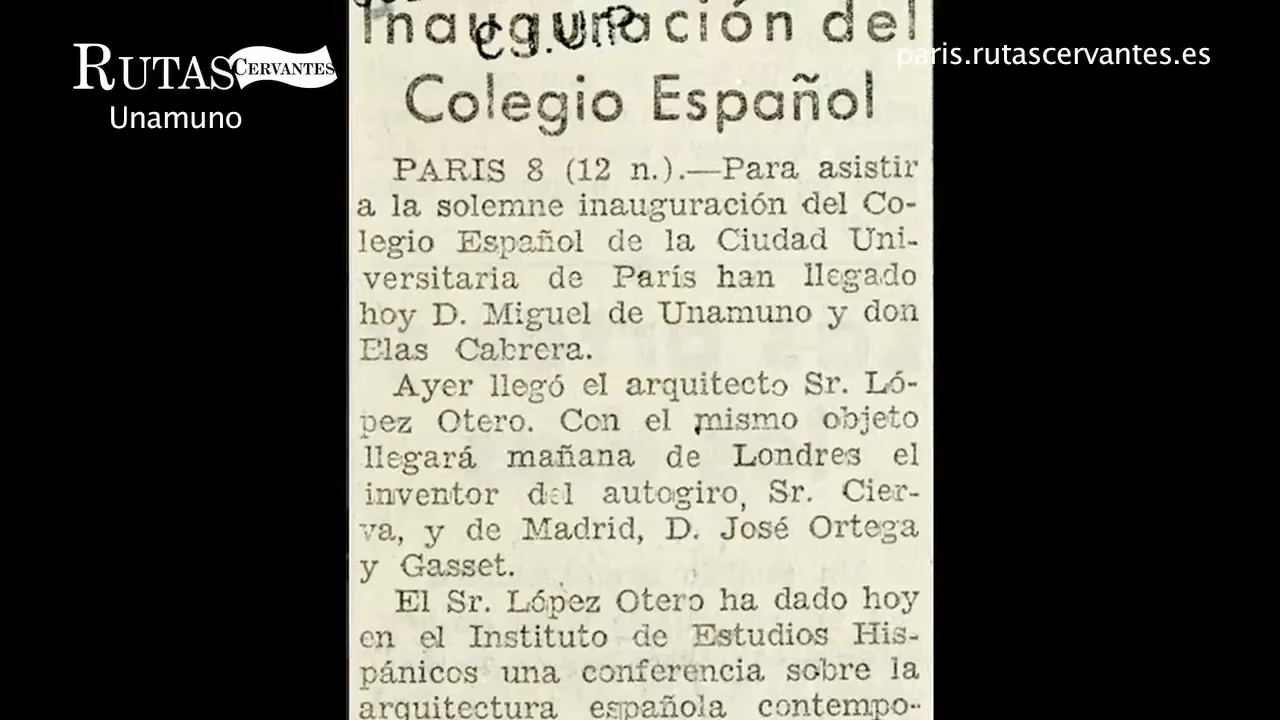 RUTAS CERVANTES
Unamuno
paris.rutascervantes.es
C.U.P
Inauguración del
Colegio Español
PARIS 8 (12 n.).—Para asistir
a la solemne inauguración del Co-
legio Español de la Ciudad Uni-
versitaria de París han llegado
hoy D. Miguel de Unamuno y don
Elas Cabrera.
Ayer llegó el arquitecto Sr. Ló-
pez Otero. Con el mismo objeto
llegará mañana de Londres el
inventor del autogiro, Sr. Cier-
va, y de Madrid, D. José Ortega
y Gasset.
El Sr. López Otero ha dado hoy
en el Instituto de Estudios His-
pánicos una conferencia sobre la
arquitectura española contempo-